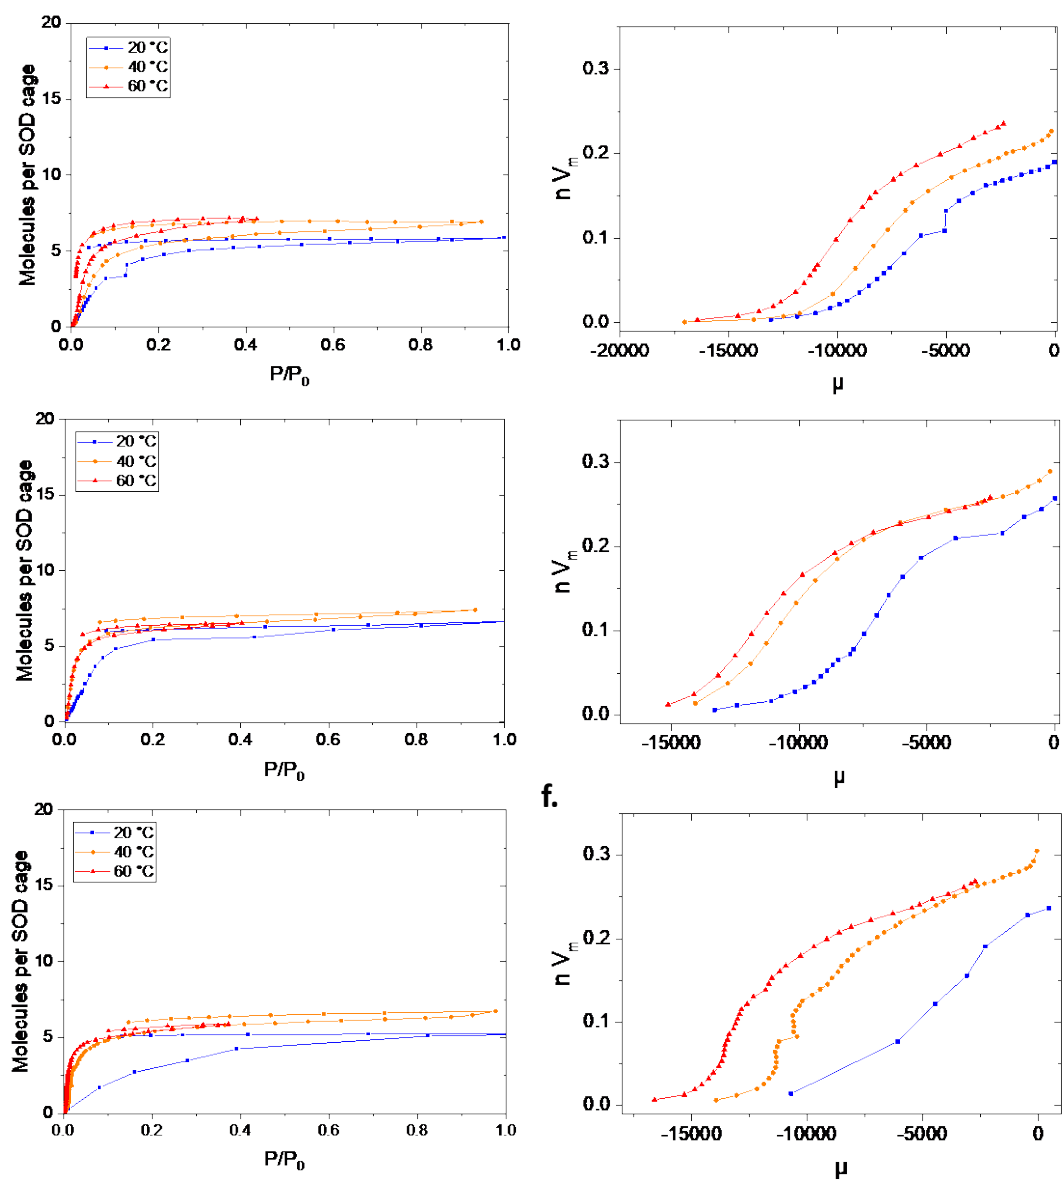 20
15
10
5
0
Molecules per SOD cage
20 °C
40 °C
60 °C
0.0 0.2 0.4 0.6 0.8 1.0
P/P0
0.3
0.2
0.1
0.0
n Vm
-20000 -15000 -10000 -5000 0
μ
20
15
10
5
0
Molecules per SOD cage
20 °C
40 °C
60 °C
0.0 0.2 0.4 0.6 0.8 1.0
P/P0
0.3
0.2
0.1
0.0
n Vm
-15000 -10000 -5000 0
μ
20
15
10
5
0
Molecules per SOD cage
20 °C
40 °C
60 °C
0.0 0.2 0.4 0.6 0.8 1.0
P/P0
f.
0.3
0.2
0.1
0.0
n Vm
-15000 -10000 -5000 0
μ